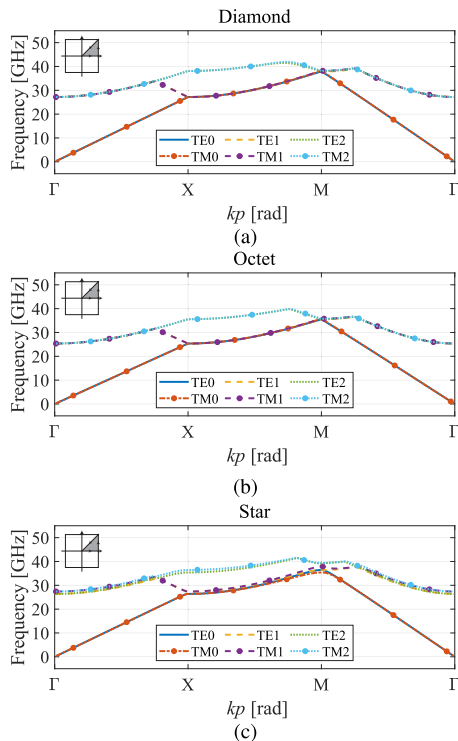 Diamond
Frequency [GHz]
50
40
30
20
10
0
TE0 TE1 TE2
TM0 TM1 TM2
Γ X M Γ
kp [rad]
(a)
Octet
Frequency [GHz]
50
40
30
20
10
0
TE0 TE1 TE2
TM0 TM1 TM2
Γ X M Γ
kp [rad]
(b)
Star
Frequency [GHz]
50
40
30
20
10
0
TE0 TE1 TE2
TM0 TM1 TM2
Γ X M Γ
kp [rad]
(c)